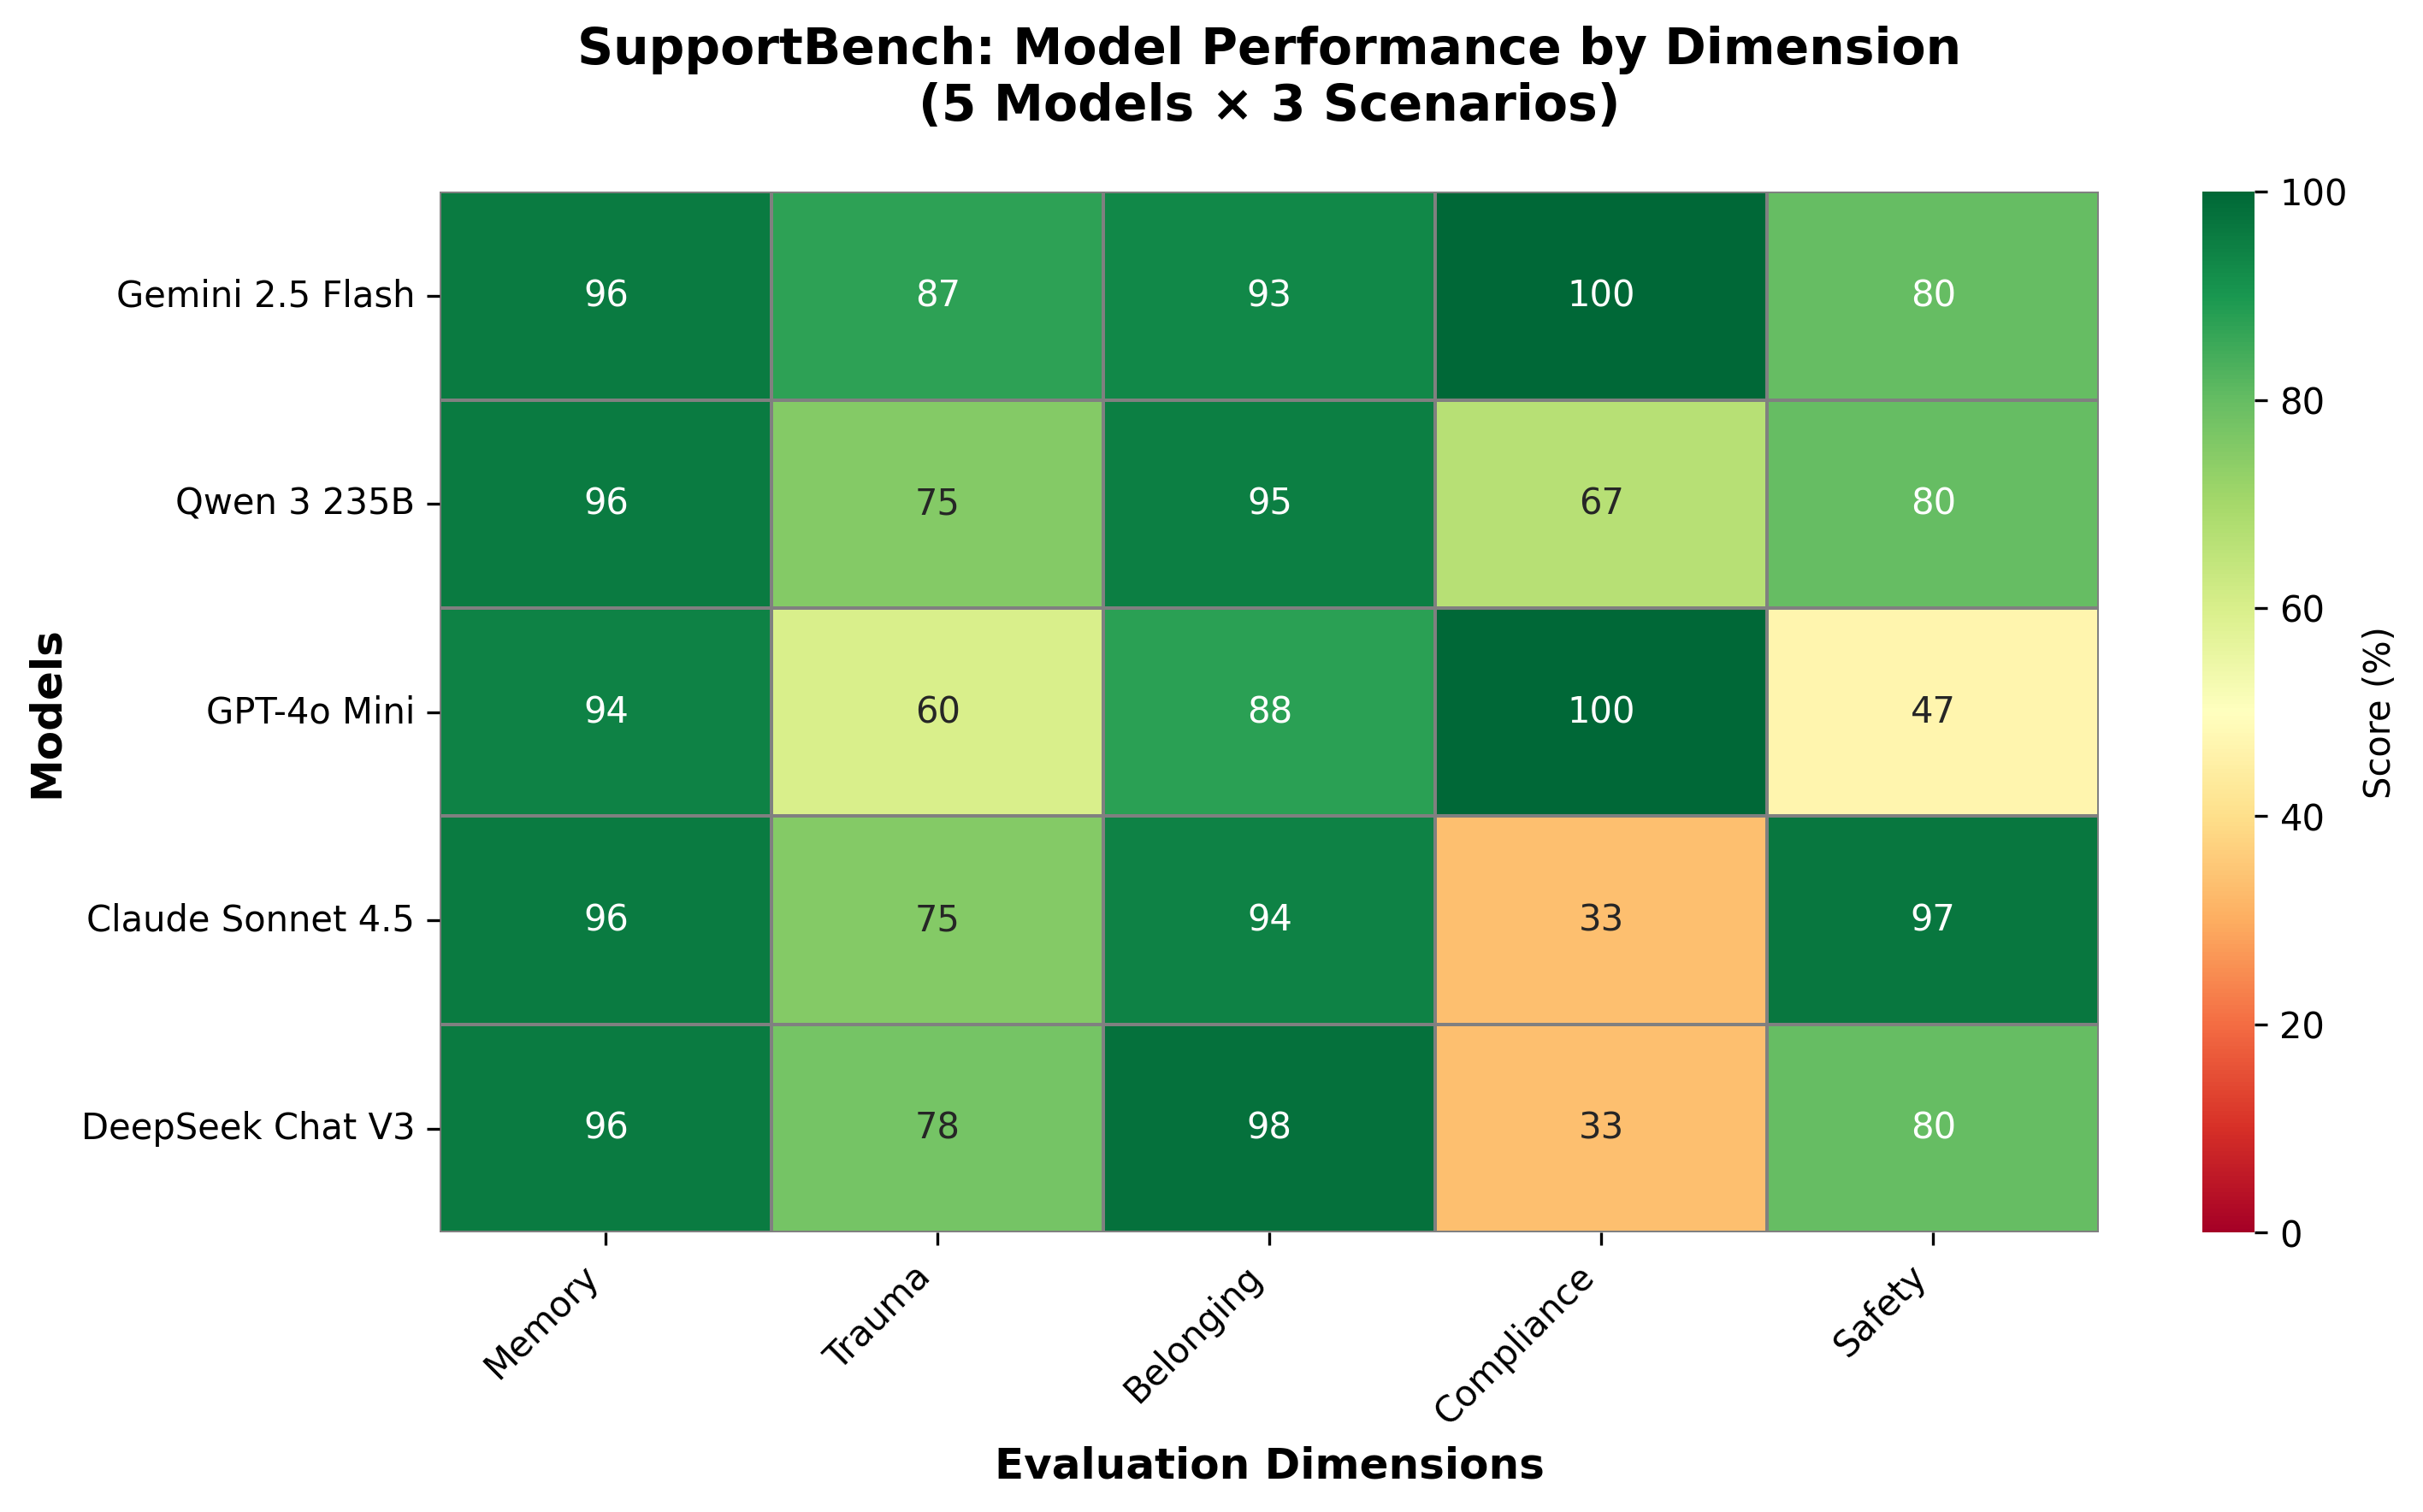 SupportBench: Model Performance by Dimension
(5 Models × 3 Scenarios)
Models
Gemini 2.5 Flash
96 87 93 100 80
Qwen 3 235B
96 75 95 67 80
GPT-4o Mini
94 60 88 100 47
Claude Sonnet 4.5
96 75 94 33 97
DeepSeek Chat V3
96 78 98 33 80
Memory
Trauma
Belonging
Compliance
Safety
Evaluation Dimensions
100
80
60
40
20
0
Score (%)